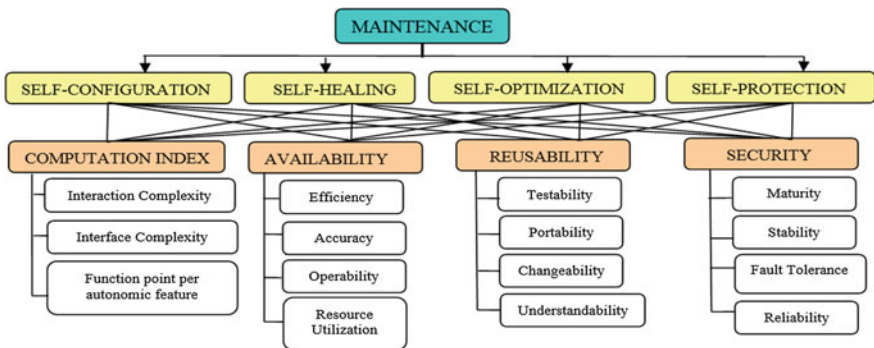 MAINTENANCE
SELF-CONFIGURATION
SELF-HEALING
SELF-OPTIMIZATION
SELF-PROTECTION
COMPUTATION INDEX
Interaction Complexity
Interface Complexity
Function point per
autonomic feature
AVAILABILITY
Efficiency
Accuracy
Operability
Resource
Utilization
REUSABILITY
Testability
Portability
Changeability
Understandability
SECURITY
Maturity
Stability
Fault Tolerance
Reliability